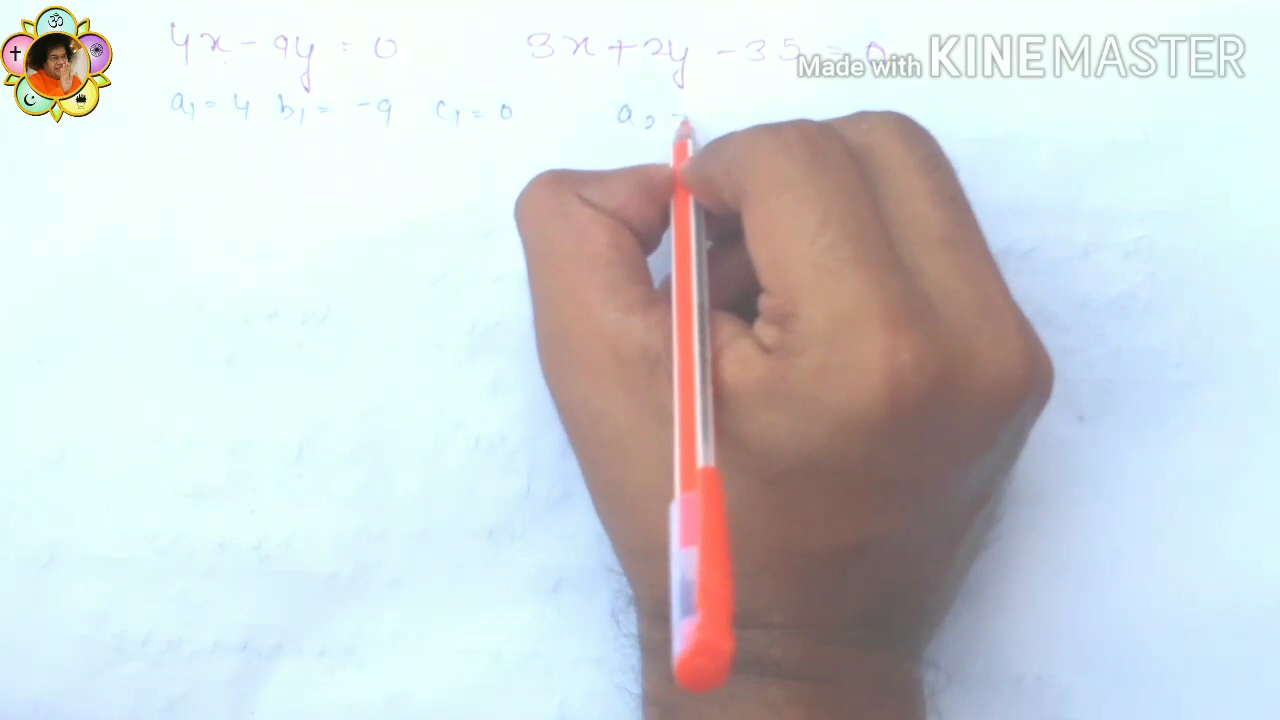 4x - 9y = 0 3x + 2y - 35 = 0
Made with KINEMASTER
a₁ = 4 b₁ = -9 c₁ = 0 a₂ =